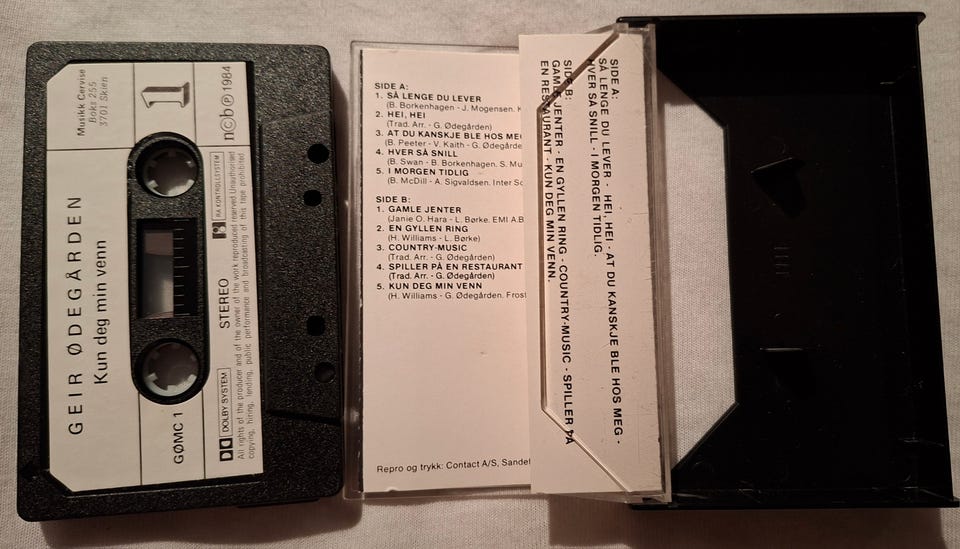 Musikk Cervise
Boks 255
3701 Skien
1
n©b Ⓟ 1984
GEIR ØDEGÅRDEN
Kun deg min venn
GØMC 1
STEREO
DOLBY SYSTEM
RA KONTROLLSYSTEM
All rights of the producer and of the owner of the work reproduced reserved. Unauthorised
copying, hiring, lending, public performance and broadcasting of this tape prohibited
SIDE A:
1. SÅ LENGE DU LEVER
(B. Borkenhagen - J. Mogensen.
2. HEI, HEI
(Trad. Arr. - G. Ødegården)
3. AT DU KANSKJE BLE HOS MEG
(B. Peeter - V. Kaith - G. Ødegårde
4. HVER SÅ SNILL
(B. Swan - B. Borkenhagen. S. Mu
5. I MORGEN TIDLIG
(B. McDill - A. Sigvaldsen. Inter So
SIDE B:
1. GAMLE JENTER
(Janie O. Hara - L. Børke. EMI A.B
2. EN GYLLEN RING
(H. Williams - L. Børke)
3. COUNTRY-MUSIC
(Trad. Arr. - G. Ødegården)
4. SPILLER PÅ EN RESTAURANT
(Trad. Arr. - G. Ødegården)
5. KUN DEG MIN VENN
(H. Williams - G. Ødegården. Frost
Repro og trykk: Contact A/S, Sandef
SIDE A:
SÅ LENGE DU LEVER · HEI, HEI · AT DU KANSKJE BLE HOS MEG ·
HVER SÅ SNILL · I MORGEN TIDLIG.
SIDE B:
GAMLE JENTER · EN GYLLEN RING · COUNTRY-MUSIC · SPILLER PÅ
EN RESTAURANT · KUN DEG MIN VENN.